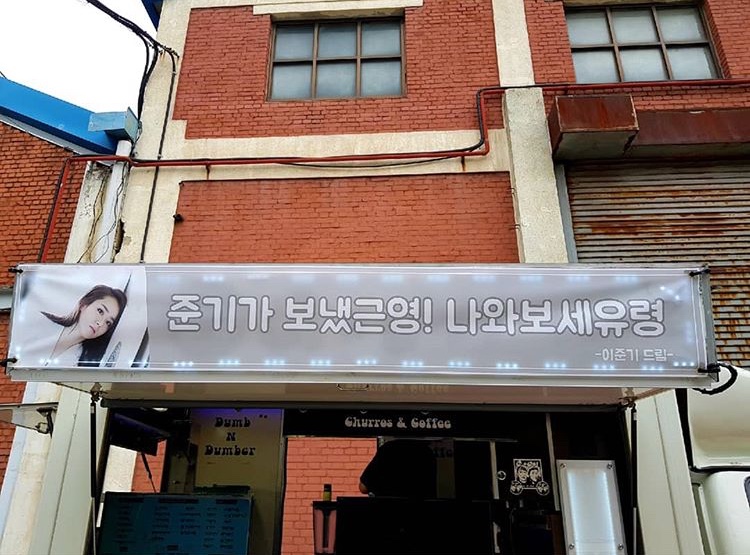 준기가 보냈근영! 나와보세유령
-이준기 드림-
Dumb
N
Dumber
Churros & Coffee